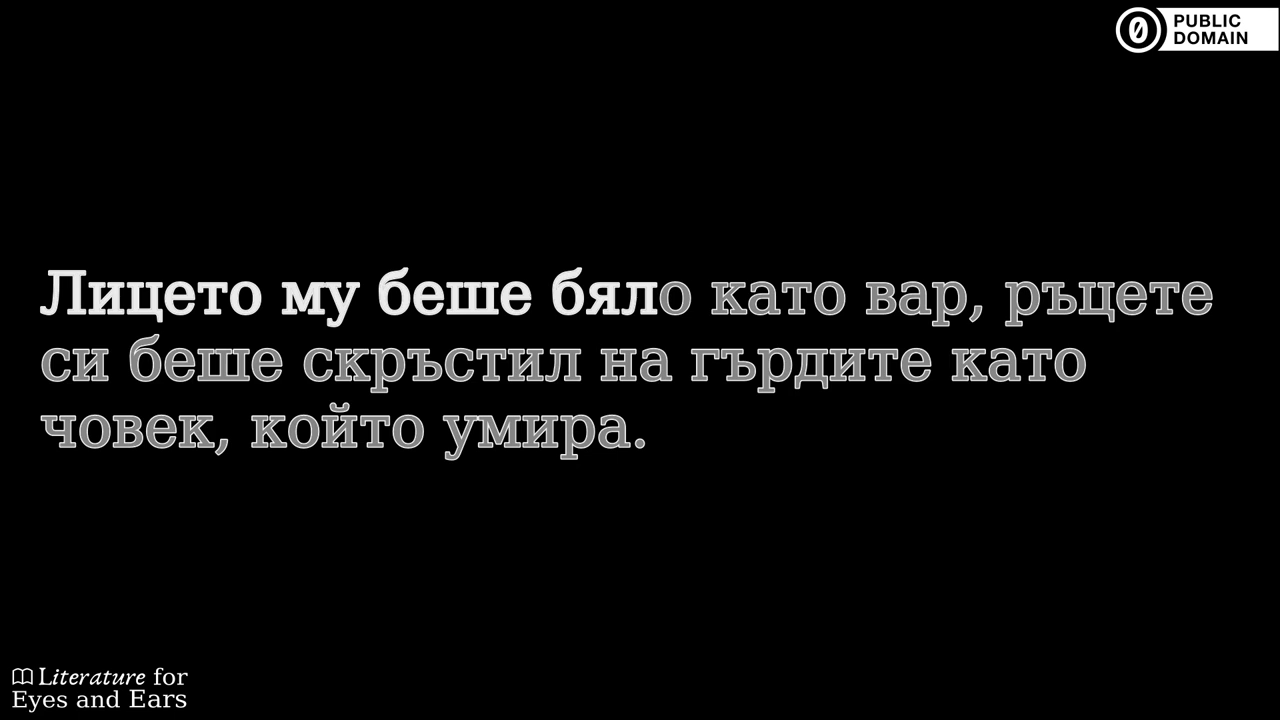 PUBLIC
DOMAIN
Лицето му беше бяло като вар, ръцете
си беше скръстил на гърдите като
човек, който умира.
Literature for
Eyes and Ears